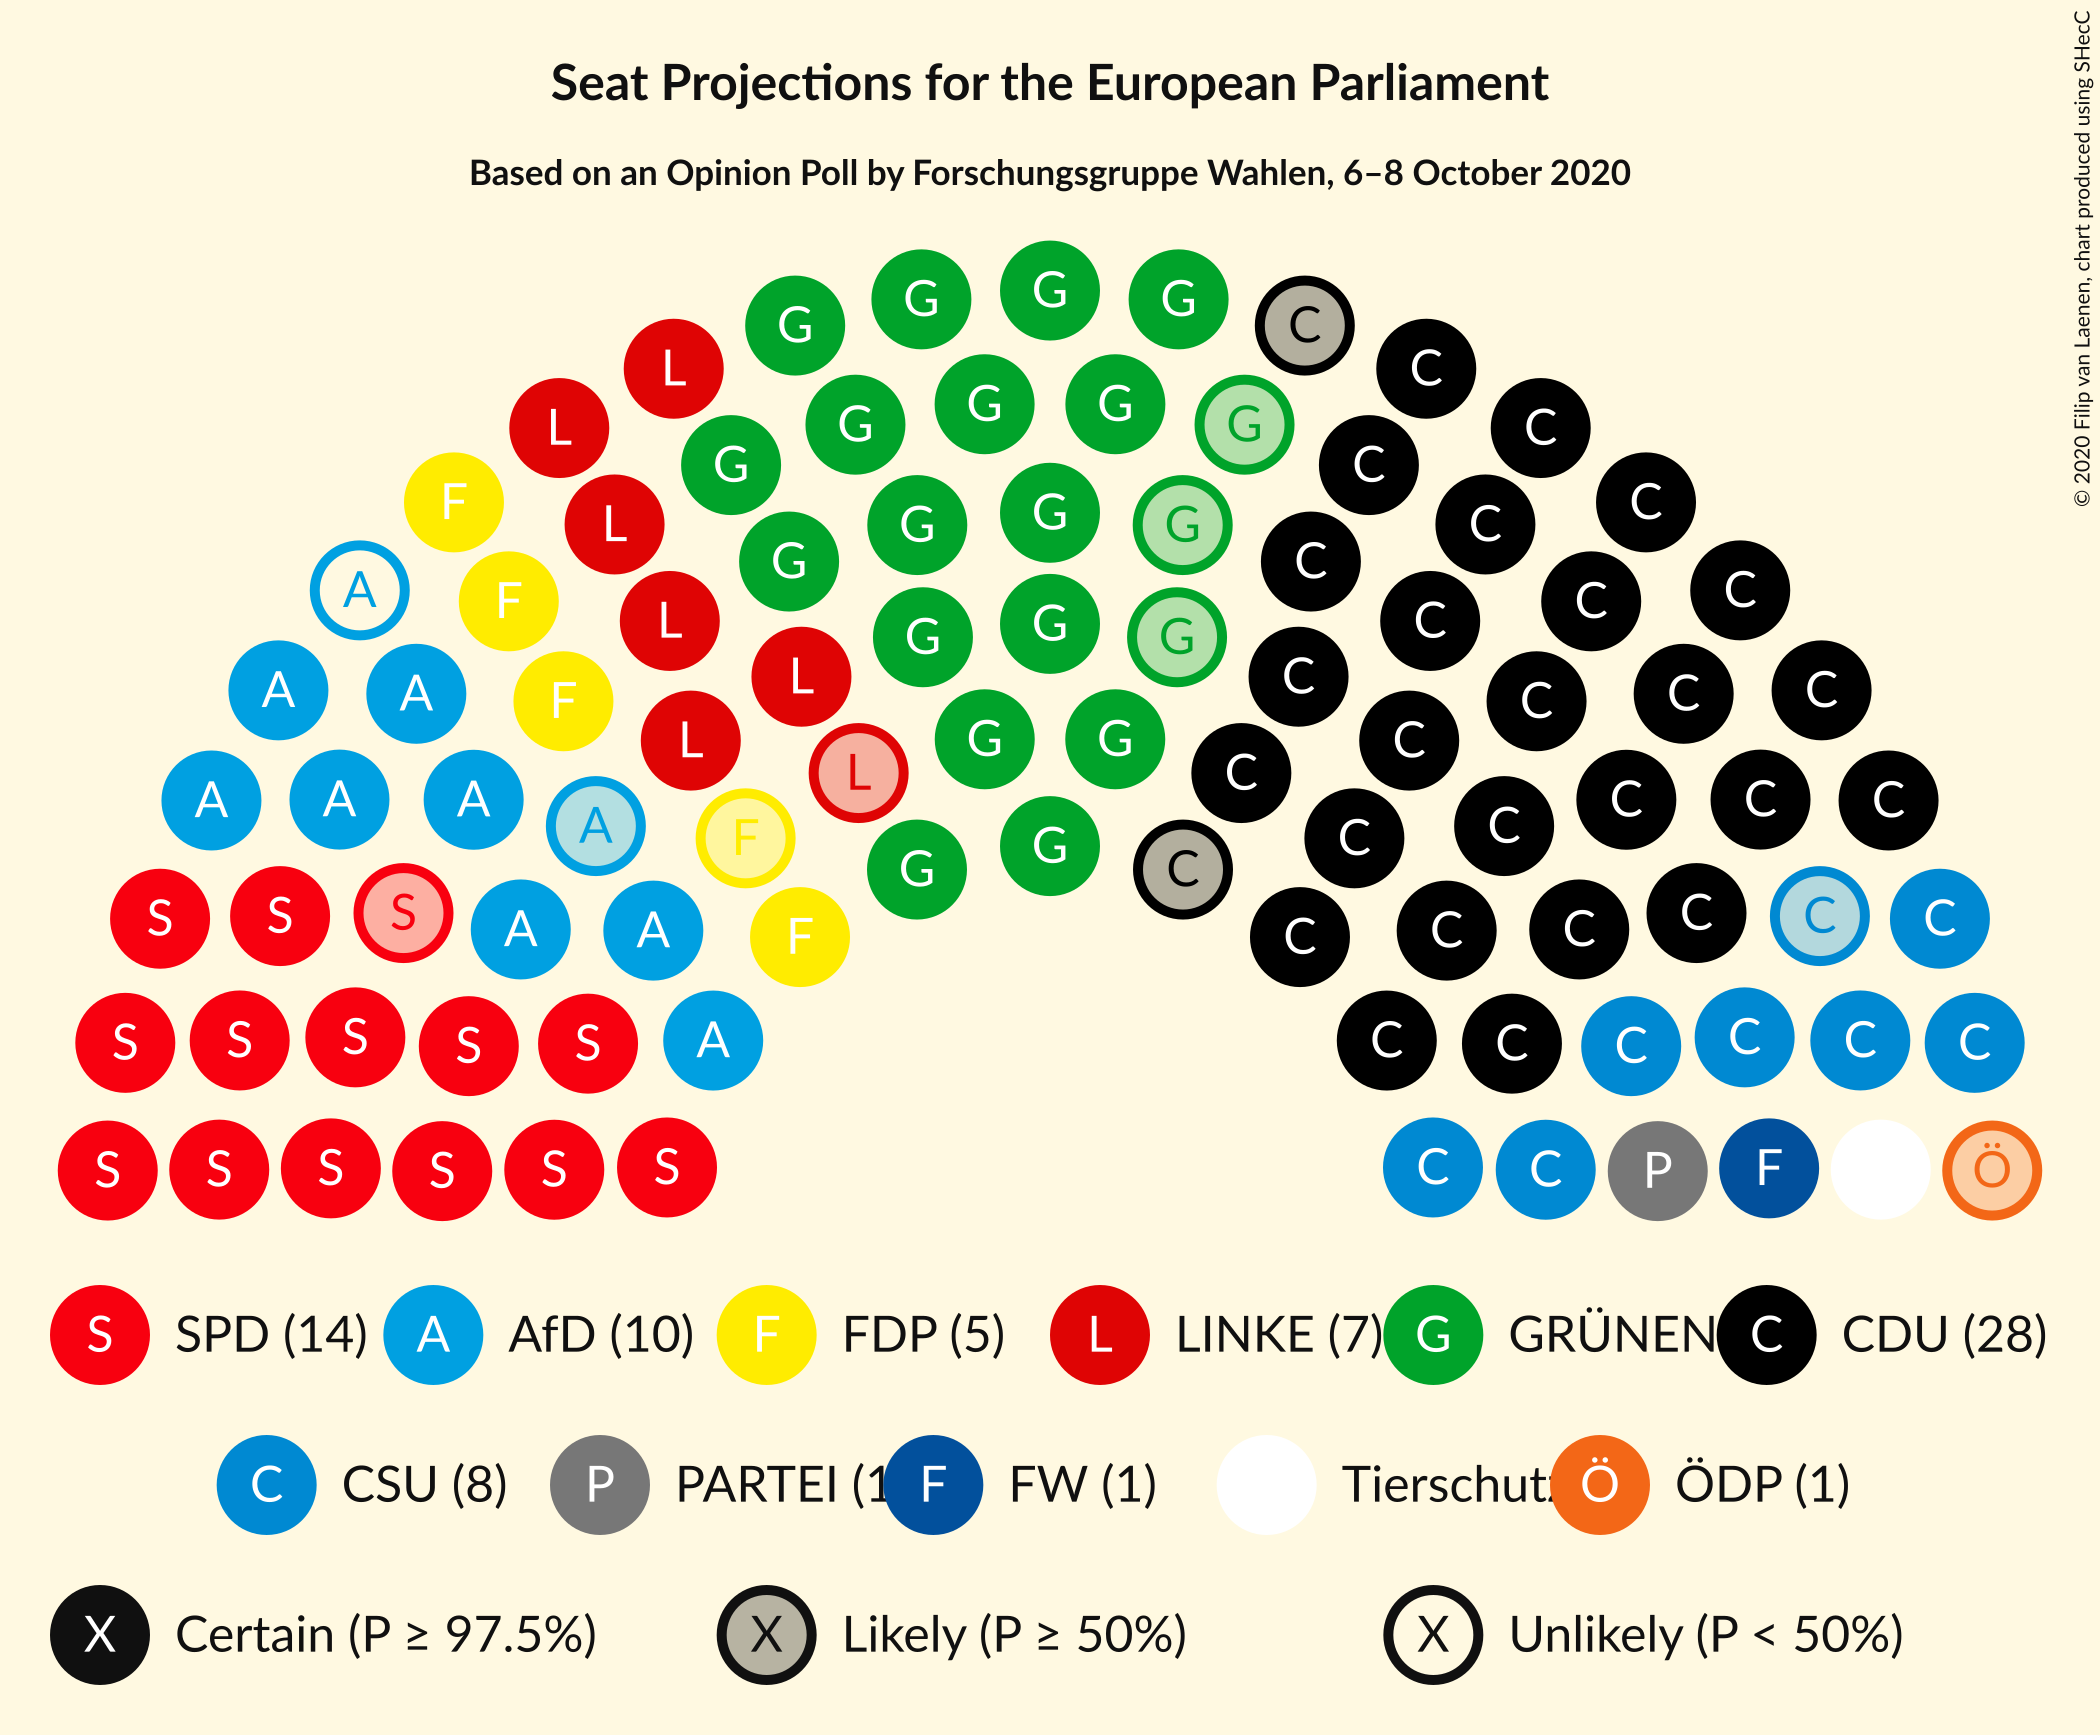 Seat Projections for the European Parliament
Based on an Opinion Poll by Forschungsgruppe Wahlen, 6–8 October 2020
© 2020 Filip van Laenen, chart produced using SHecC
G G G G G C C
L L G G G G G C C C
F L G G G G C C C C
A F L G G G C C C C
A A F L L G G C C C C C
A A A A F L G G C C C C C C
S S S A A F C C C C C C
S S S S S A C C C C C C
S S S S S S C C P F Ö
S SPD (14) A AfD (10) F FDP (5) L LINKE (7) G GRÜNEN C CDU (28)
C CSU (8) P PARTEI (1 F FW (1) Tierschutz Ö ÖDP (1)
X Certain (P ≥ 97.5%) X Likely (P ≥ 50%) X Unlikely (P < 50%)